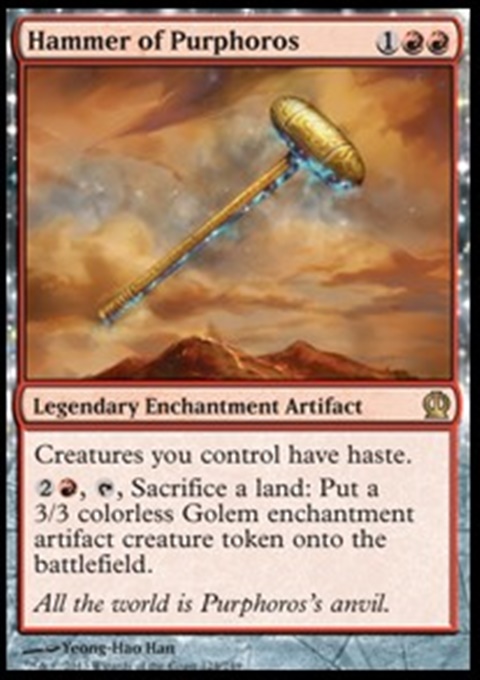 Hammer of Purphoros 1
Legendary Enchantment Artifact
Creatures you control have haste.
2 , , Sacrifice a land: Put a
3/3 colorless Golem enchantment
artifact creature token onto the
battlefield.
All the world is Purphoros's anvil.
Yeong-Hao Han